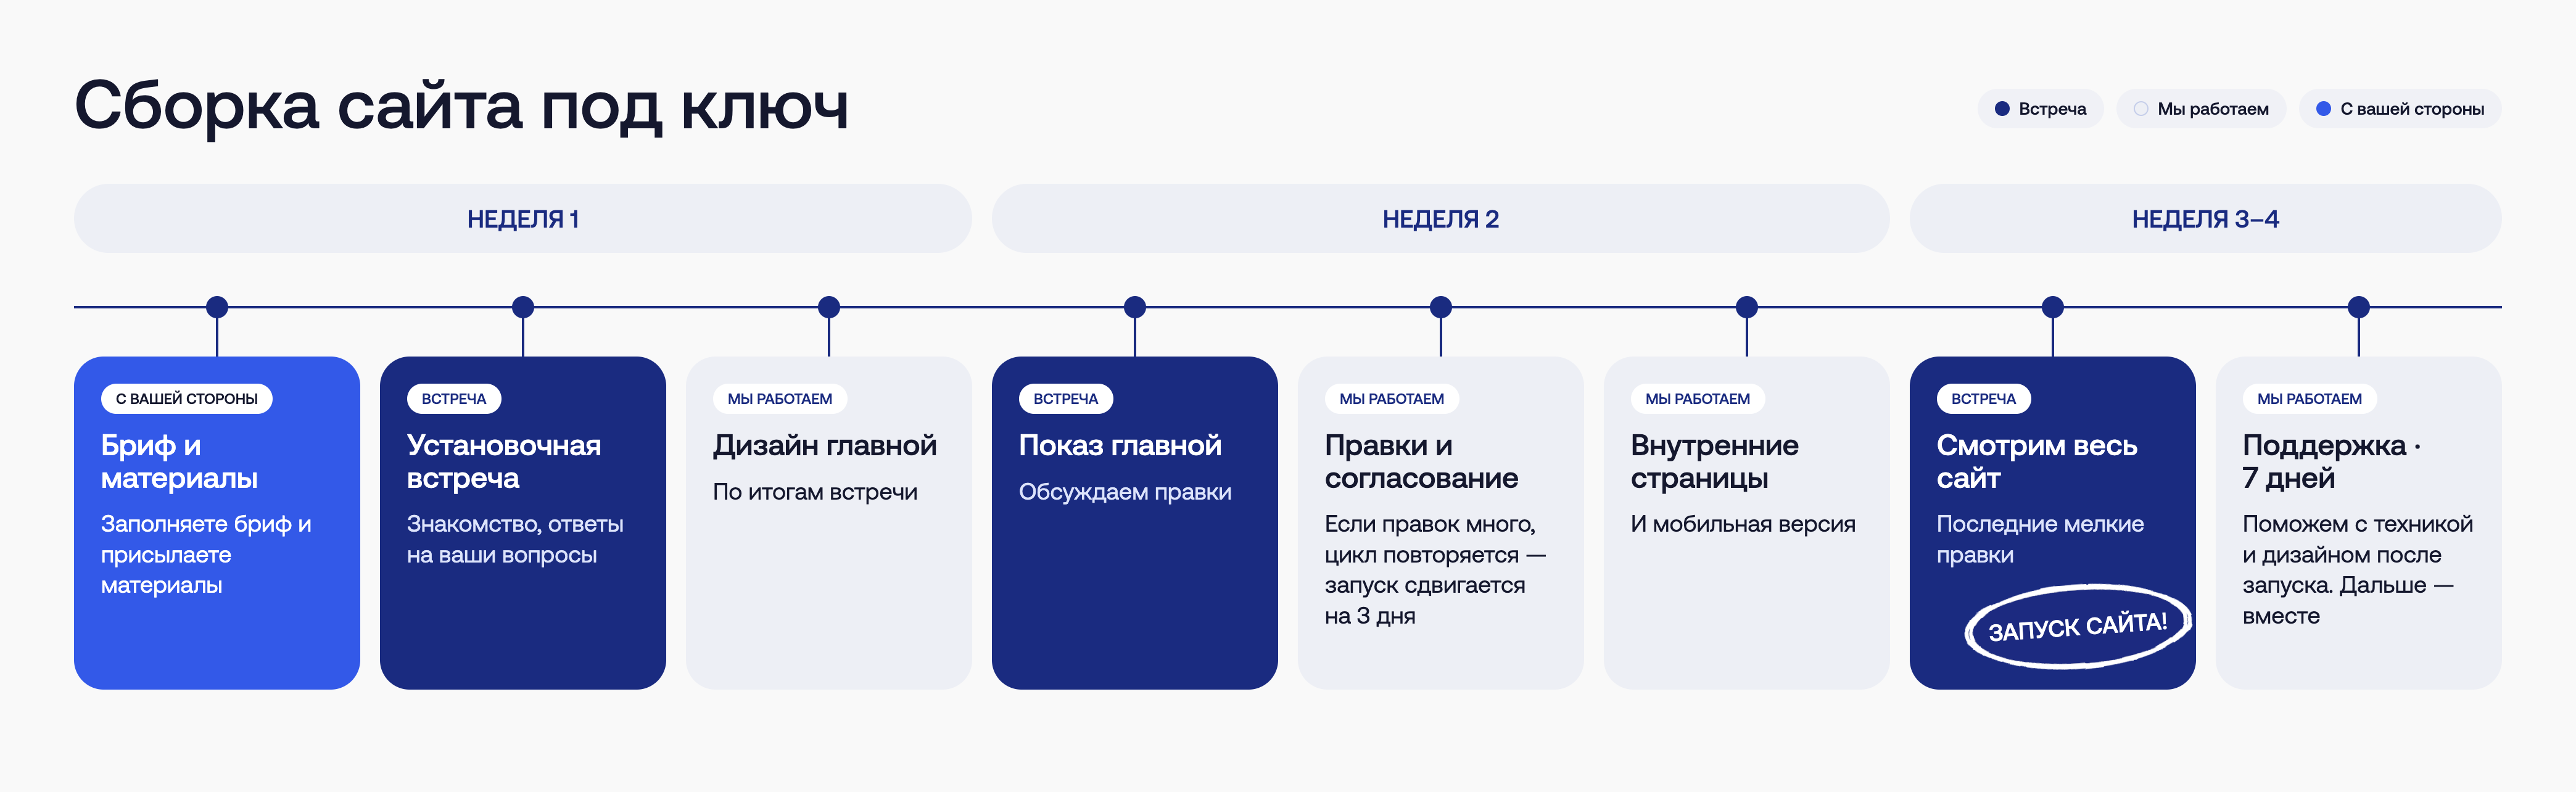 Сборка сайта под ключ
Встреча
Мы работаем
С вашей стороны
НЕДЕЛЯ 1
НЕДЕЛЯ 2
НЕДЕЛЯ 3–4
С ВАШЕЙ СТОРОНЫ
Бриф и
материалы
Заполняете бриф и
присылаете
материалы
ВСТРЕЧА
Установочная
встреча
Знакомство, ответы
на ваши вопросы
МЫ РАБОТАЕМ
Дизайн главной
По итогам встречи
ВСТРЕЧА
Показ главной
Обсуждаем правки
МЫ РАБОТАЕМ
Правки и
согласование
Если правок много,
цикл повторяется —
запуск сдвигается
на 3 дня
МЫ РАБОТАЕМ
Внутренние
страницы
И мобильная версия
ВСТРЕЧА
Смотрим весь
сайт
Последние мелкие
правки
ЗАПУСК САЙТА!
МЫ РАБОТАЕМ
Поддержка ·
7 дней
Поможем с техникой
и дизайном после
запуска. Дальше —
вместе